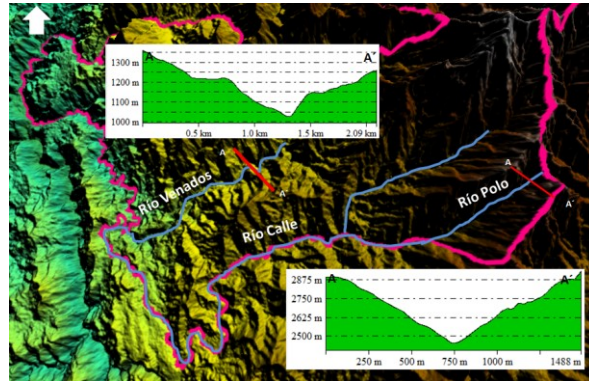 A A´
1300 m
1200 m
1100 m
1000 m
0.5 km 1.0 km 1.5 km 2.09 km
A
A´
Río Venados
Río Calle
A
Río Polo
A´
A A´
2875 m
2750 m
2625 m
2500 m
250 m 500 m 750 m 1000 m 1488 m